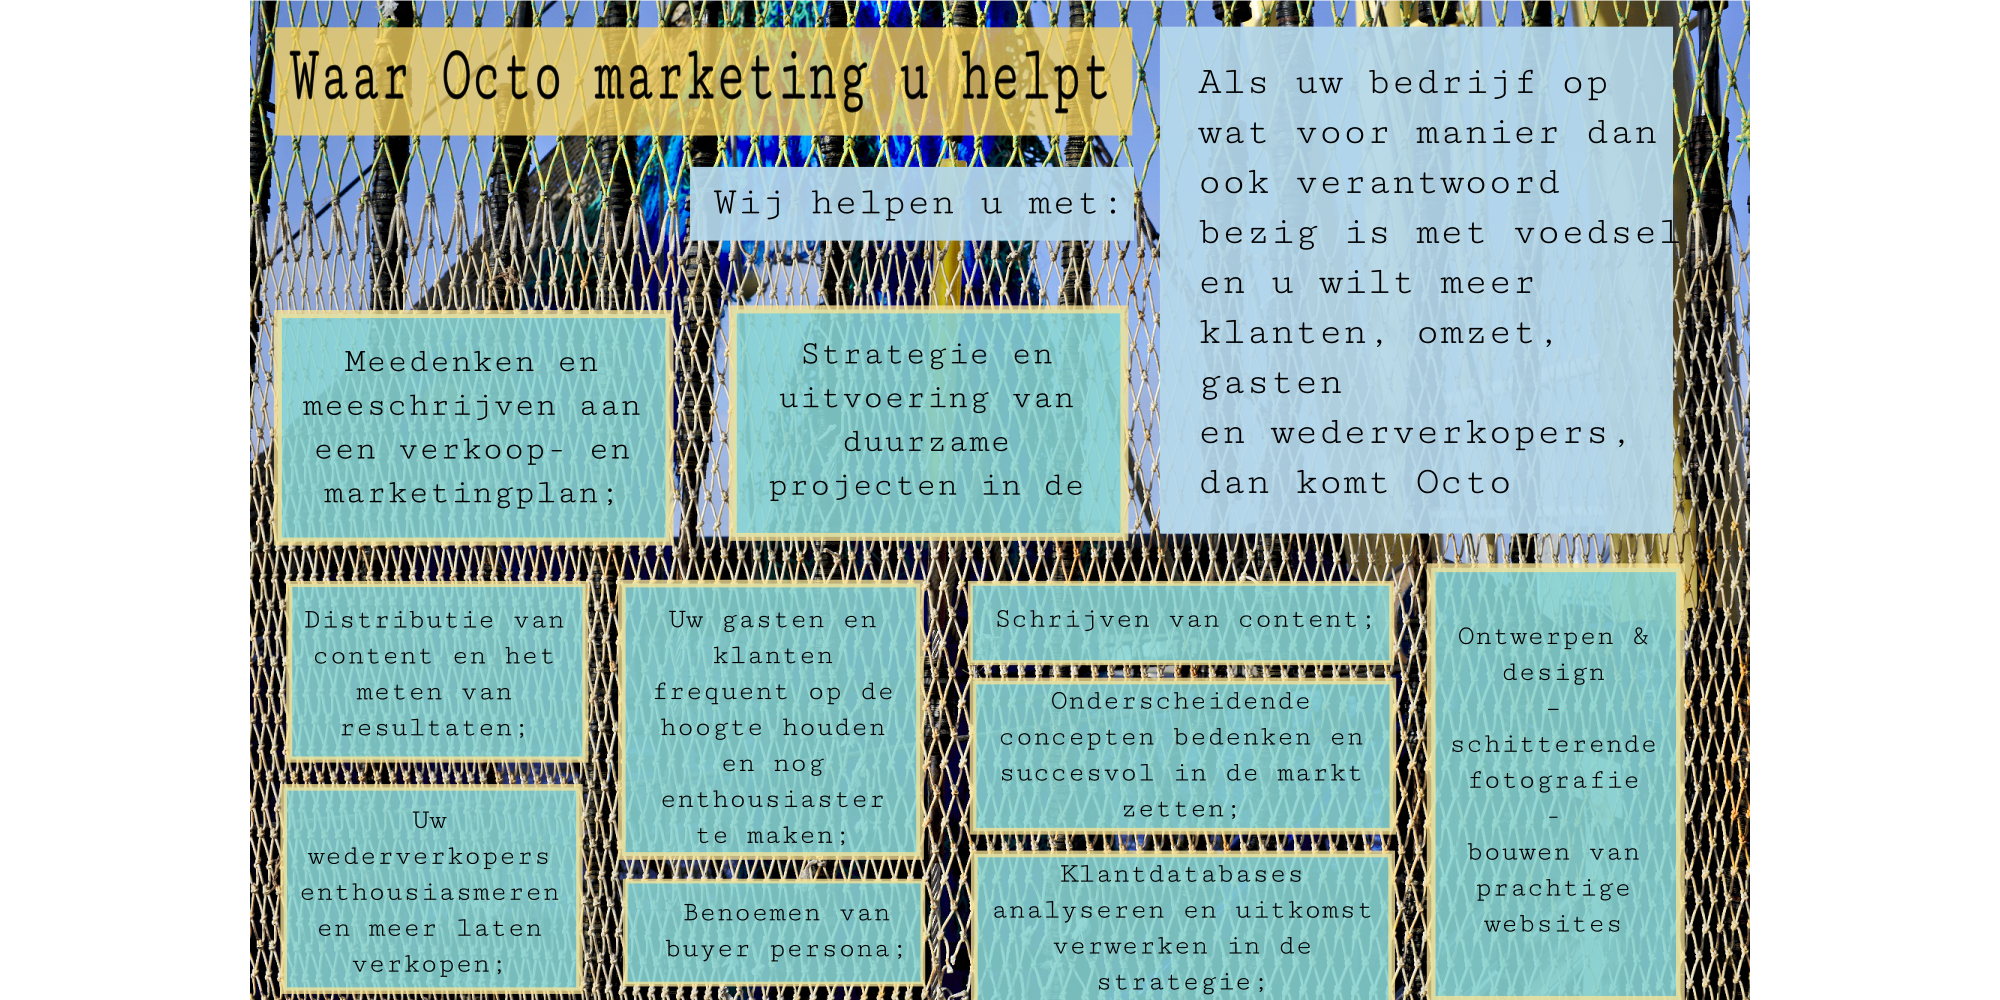 Waar Octo marketing u helpt
Als uw bedrijf op
wat voor manier dan
ook verantwoord
bezig is met voedsel
en u wilt meer
klanten, omzet,
gasten
en wederverkopers,
dan komt Octo
Wij helpen u met:
Meedenken en
meeschrijven aan
een verkoop- en
marketingplan;
Strategie en
uitvoering van
duurzame
projecten in de
Distributie van
content en het
meten van
resultaten;
Uw gasten en
klanten
frequent op de
hoogte houden
en nog
enthousiaster
te maken;
Schrijven van content;
Onderscheidende
concepten bedenken en
succesvol in de markt
zetten;
Ontwerpen &
design
-
schitterende
fotografie
-
bouwen van
prachtige
websites
Uw
wederverkopers
enthousiasmeren
en meer laten
verkopen;
Benoemen van
buyer persona;
Klantdatabases
analyseren en uitkomst
verwerken in de
strategie;